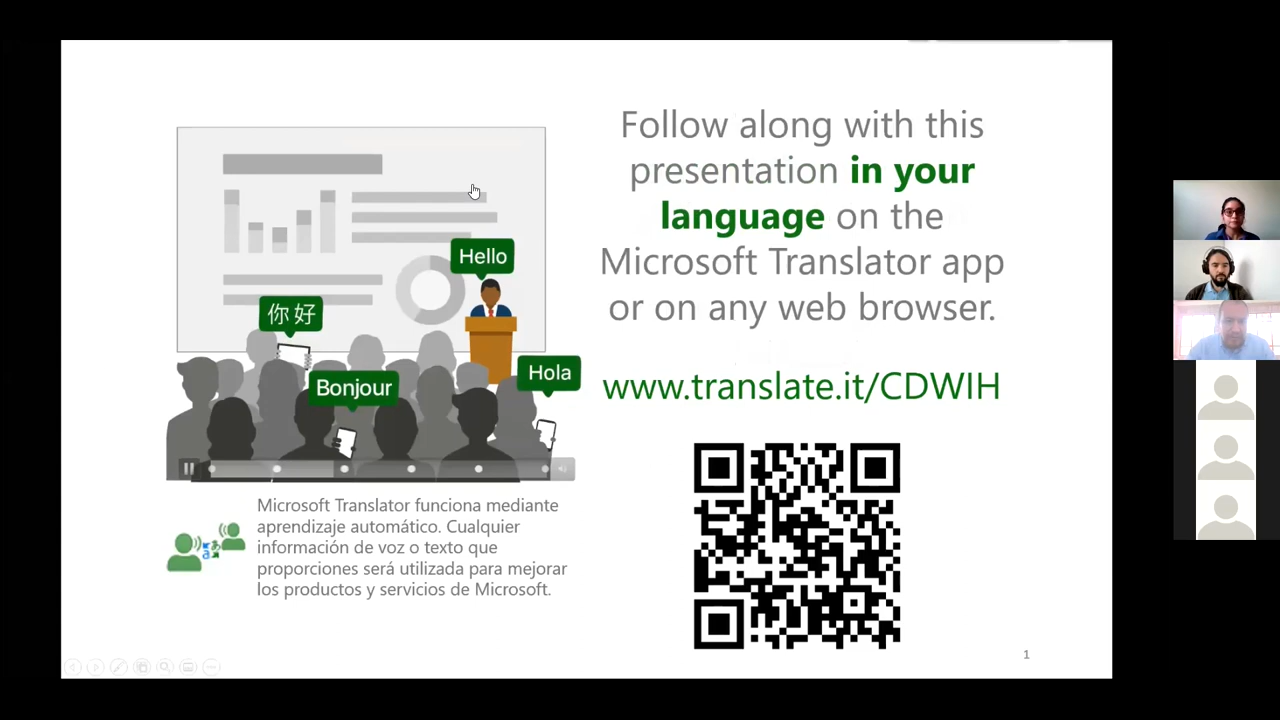 Follow along with this
presentation in your
language on the
Microsoft Translator app
or on any web browser.
www.translate.it/CDWIH
Hello
你好
Bonjour
Hola
Microsoft Translator funciona mediante
aprendizaje automático. Cualquier
información de voz o texto que
proporciones será utilizada para mejorar
los productos y servicios de Microsoft.
1